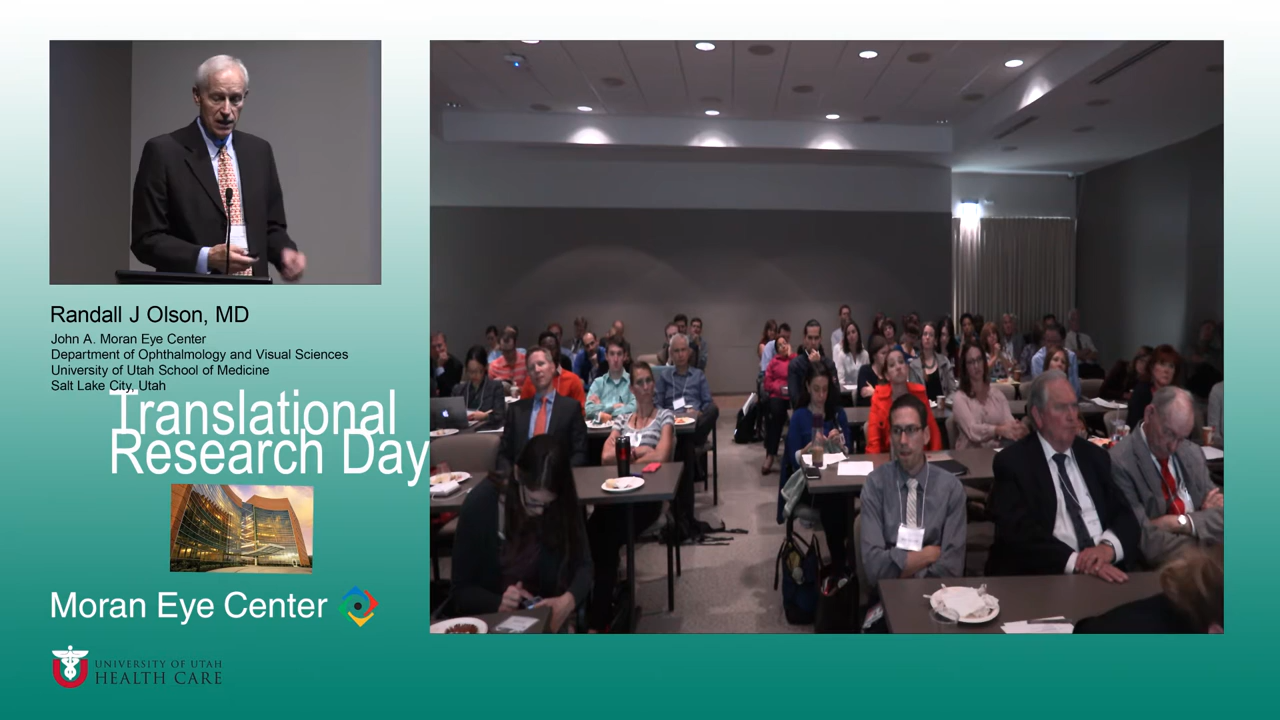 Randall J Olson, MD
John A. Moran Eye Center
Department of Ophthalmology and Visual Sciences
University of Utah School of Medicine
Salt Lake City, Utah
Translational
Research Day
Moran Eye Center
UNIVERSITY OF UTAH
HEALTH CARE